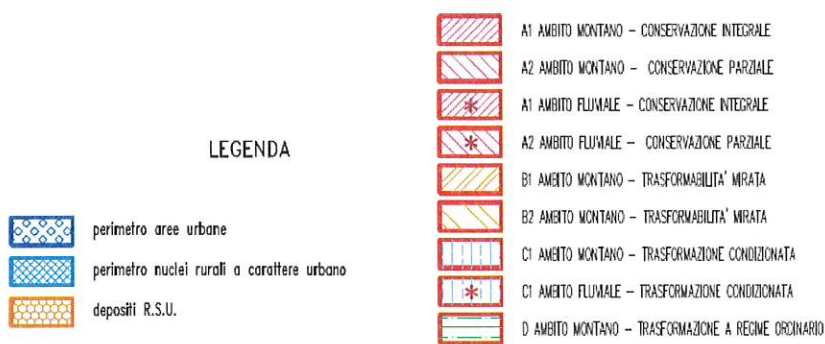 LEGENDA
perimetro aree urbane
perimetro nuclei rurali a carattere urbano
depositi R.S.U.
A1 AMBITO MONTANO – CONSERVAZIONE INTEGRALE
A2 AMBITO MONTANO – CONSERVAZIONE PARZIALE
A1 AMBITO FLUVIALE – CONSERVAZIONE INTEGRALE
A2 AMBITO FLUVIALE – CONSERVAZIONE PARZIALE
B1 AMBITO MONTANO – TRASFORMABILITA' MIRATA
B2 AMBITO MONTANO – TRASFORMABILITA' MIRATA
C1 AMBITO MONTANO – TRASFORMAZIONE CONDIZIONATA
C1 AMBITO FLUVIALE – TRASFORMAZIONE CONDIZIONATA
D AMBITO MONTANO – TRASFORMAZIONE A REGIME ORDINARIO